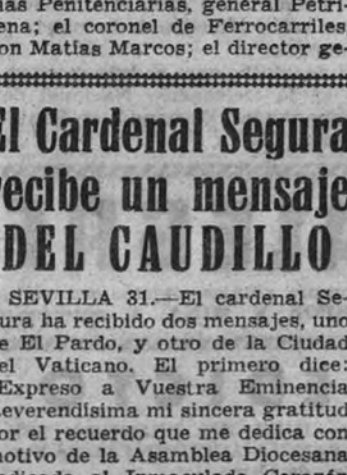 Penitenciarías, general Petri-
ena; el coronel de Ferrocarriles
on Matías Marcos; el director ge-
El Cardenal Segura
recibe un mensaje
DEL CAUDILLO
SEVILLA 31.—El cardenal Se-
ura ha recibido dos mensajes, uno
e El Pardo, y otro de la Ciudad
el Vaticano. El primero dice:
Expreso a Vuestra Eminencia
everendísima mi sincera gratitud
or el recuerdo que me dedica con
motivo de la Asamblea Diocesana